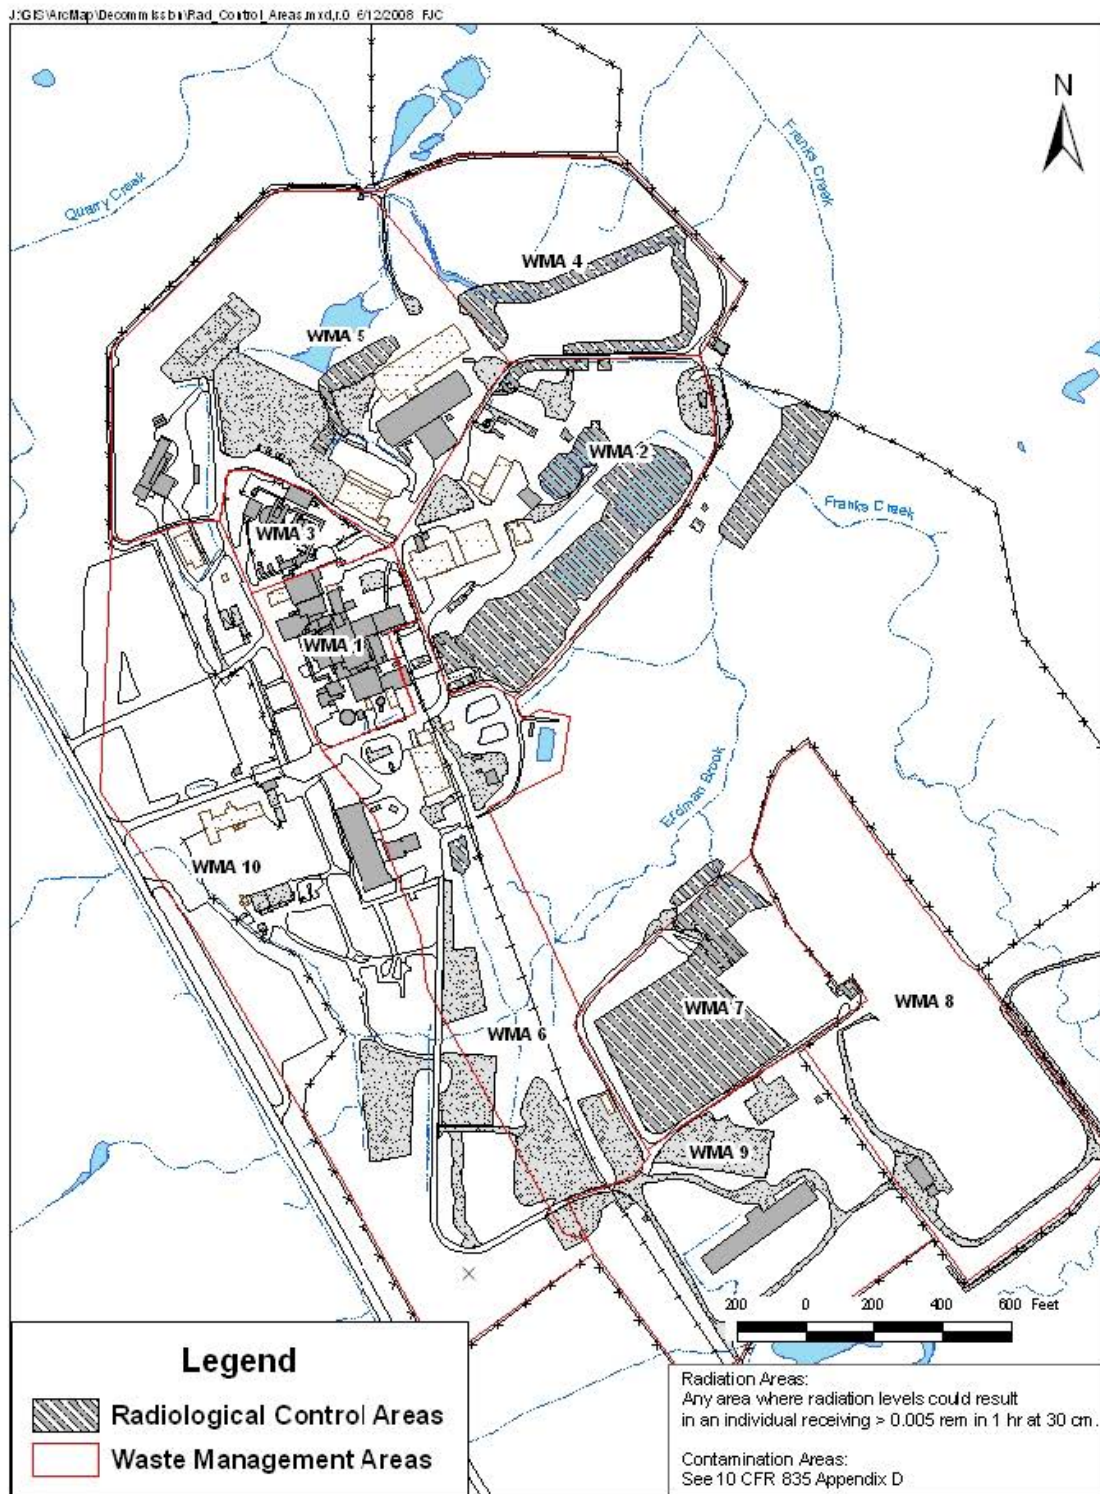 J:\GIS\ArcMap\Decommissbn\Rad_Control_Areas.mxd,r.0 6/12/2008 FJC
N
Franks Creek
Quarry Creek
WMA 4
WMA 5
WMA 2
Franks Creek
WMA 3
WMA 1
Erdman Brook
WMA 10
WMA 8
WMA 7
WMA 6
WMA 9
200 0 200 400 600 Feet
Legend
Radiological Control Areas
Waste Management Areas
Radiation Areas:
Any area where radiation levels could result
in an individual receiving > 0.005 rem in 1 hr at 30 cm.
Contamination Areas:
See 10 CFR 835 Appendix D